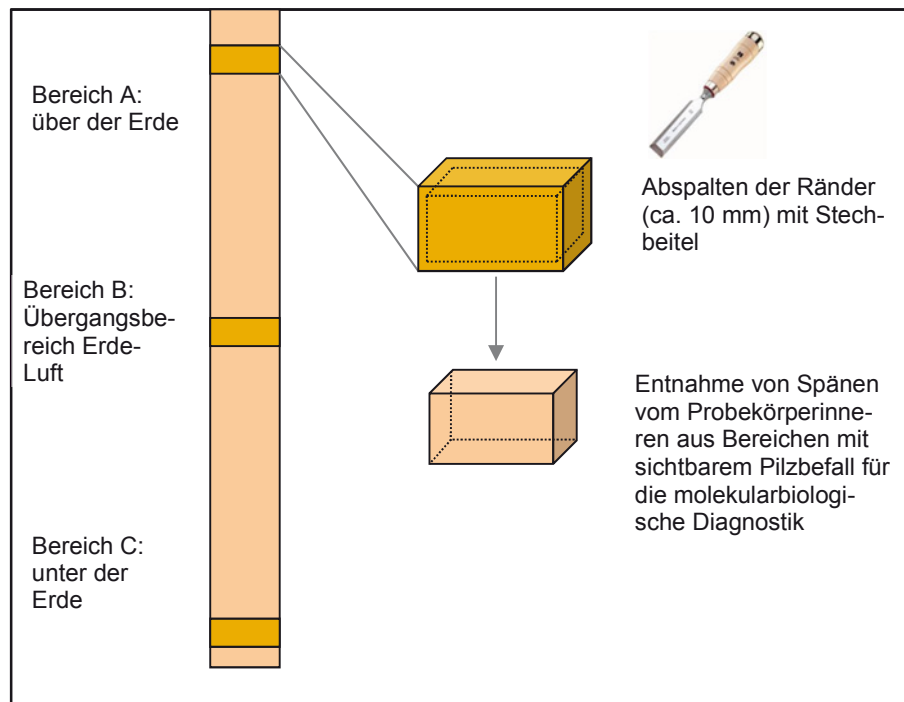 Bereich A:
über der Erde
Abspalten der Ränder
(ca. 10 mm) mit Stech-
beitel
Bereich B:
Übergangsbe-
reich Erde-
Luft
Entnahme von Spänen
vom Probekörperinne-
ren aus Bereichen mit
sichtbarem Pilzbefall für
die molekularbiologi-
sche Diagnostik
Bereich C:
unter der
Erde